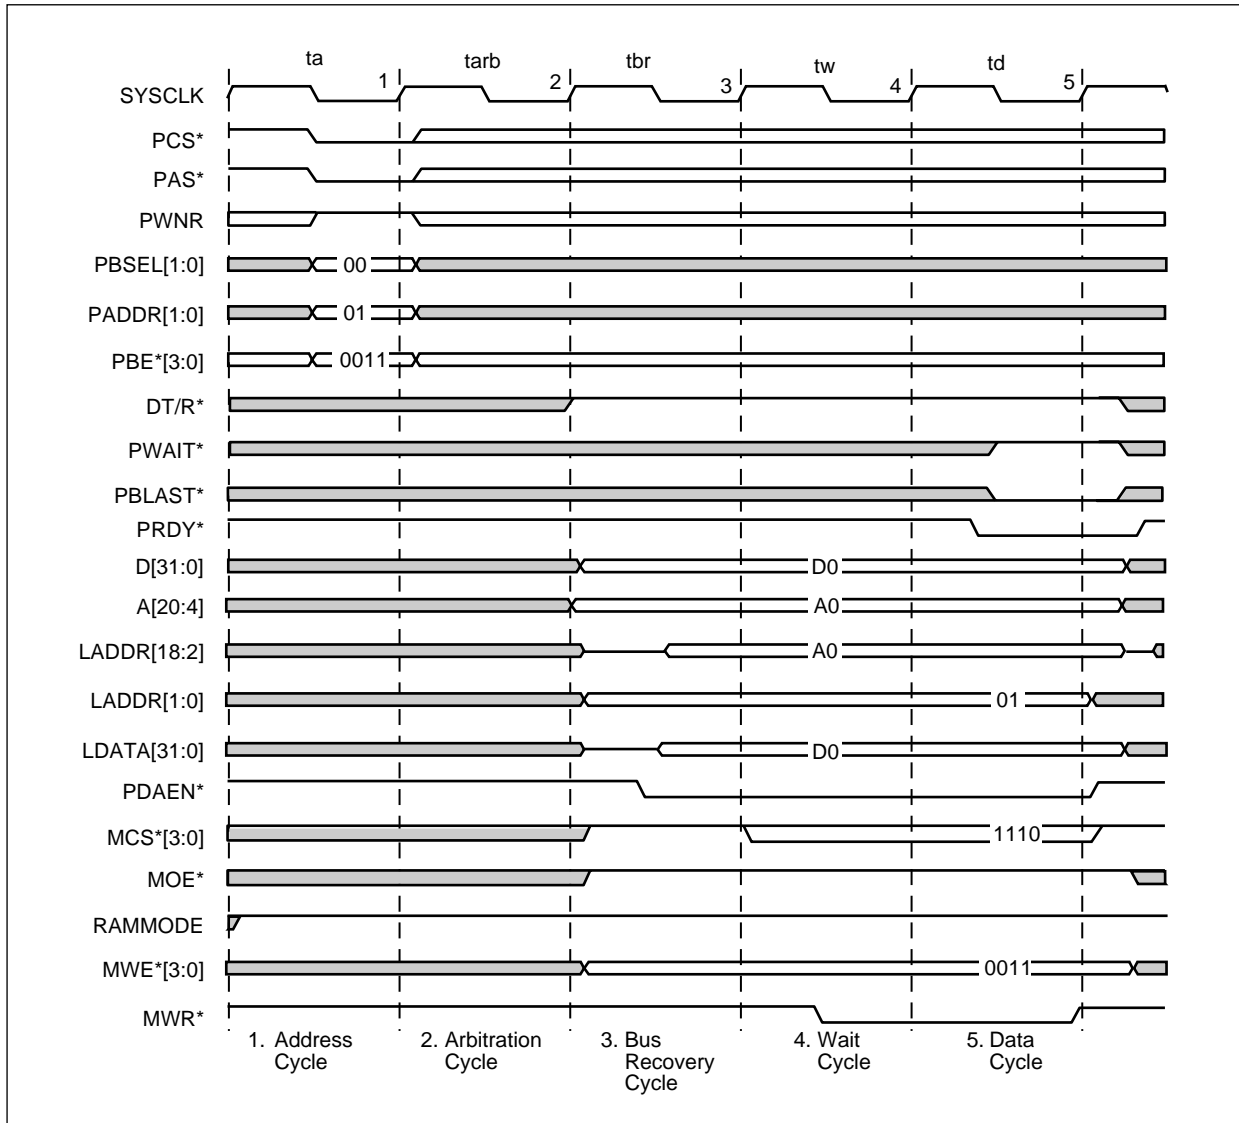 ta tarb tbr tw td
SYSCLK 1 2 3 4 5
PCS*
PAS*
PWNR
PBSEL[1:0] 00
PADDR[1:0] 01
PBE*[3:0] 0011
DT/R*
PWAIT*
PBLAST*
PRDY*
D[31:0] D0
A[20:4] A0
LADDR[18:2] A0
LADDR[1:0] 01
LDATA[31:0] D0
PDAEN*
MCS*[3:0] 1110
MOE*
RAMMODE
MWE*[3:0] 0011
MWR*
1. Address
Cycle
2. Arbitration
Cycle
3. Bus
Recovery
Cycle
4. Wait
Cycle
5. Data
Cycle